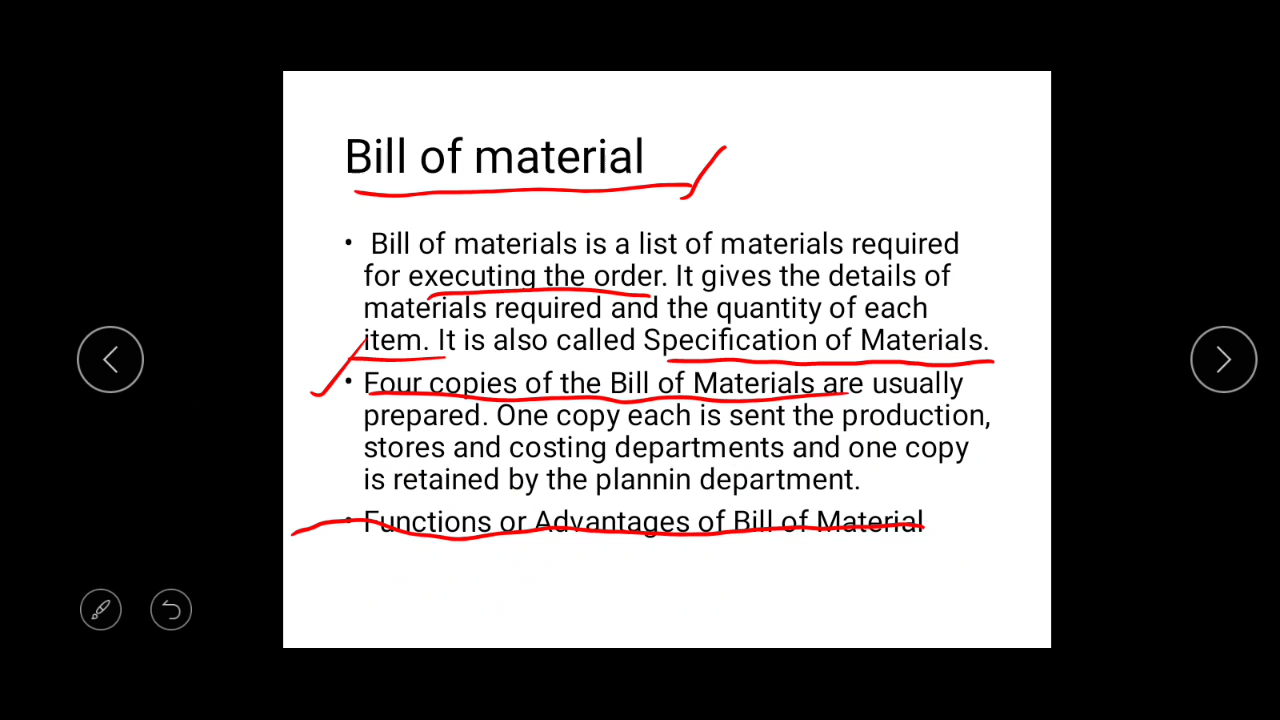 Bill of material
• Bill of materials is a list of materials required
for executing the order. It gives the details of
materials required and the quantity of each
item. It is also called Specification of Materials.
• Four copies of the Bill of Materials are usually
prepared. One copy each is sent the production,
stores and costing departments and one copy
is retained by the plannin department.
• Functions or Advantages of Bill of Material